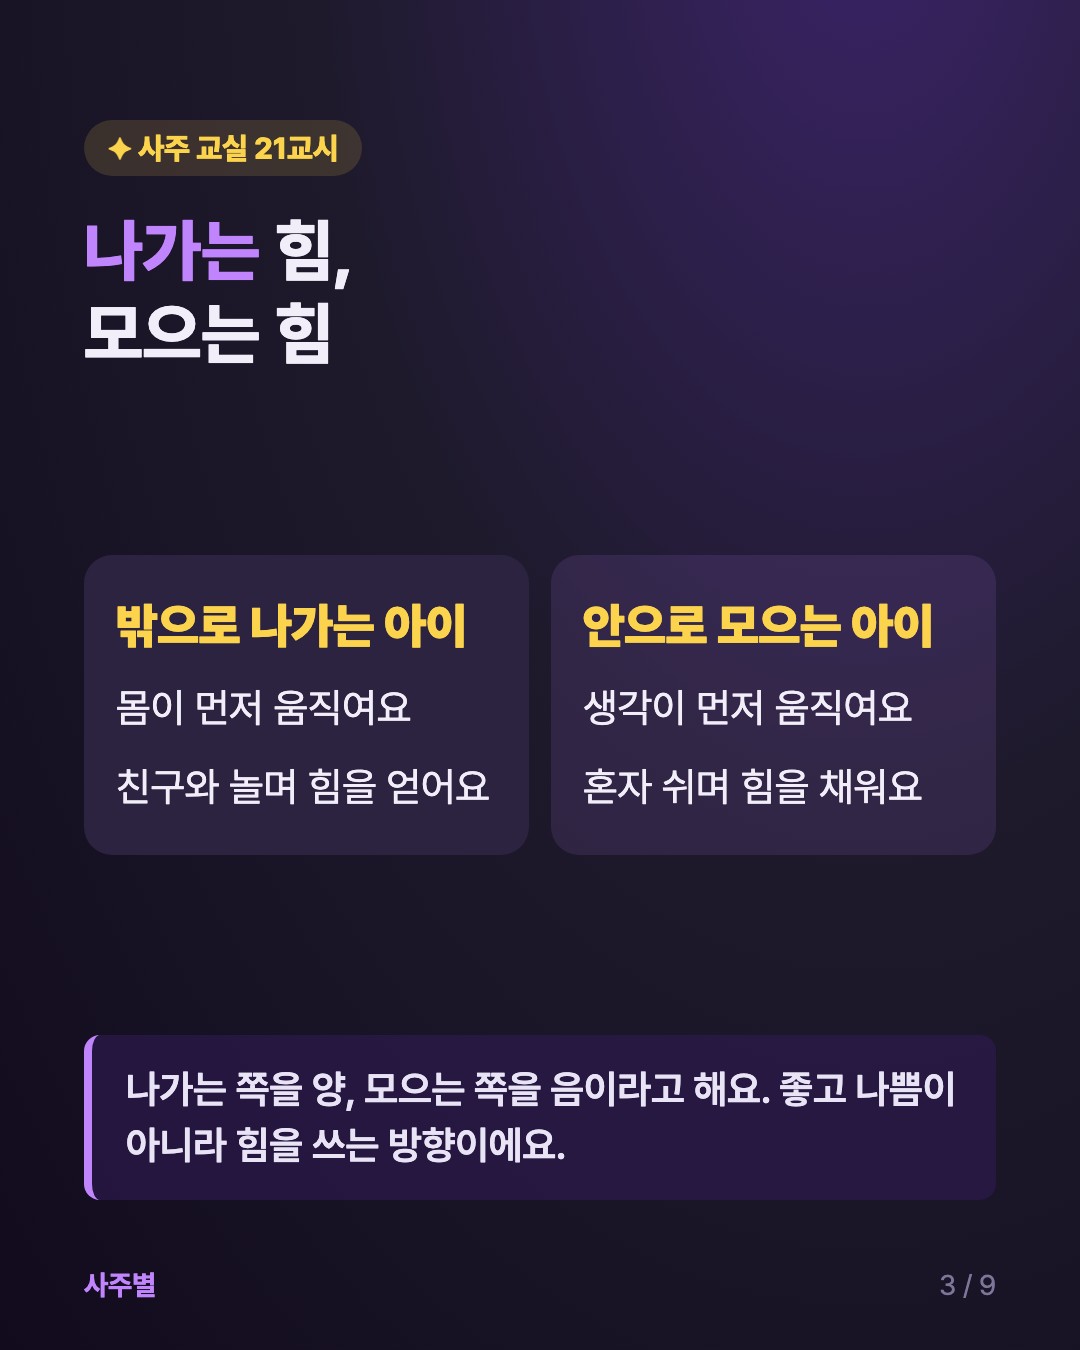 ✦ 사주 교실 21교시
나가는 힘,
모으는 힘
밖으로 나가는 아이
몸이 먼저 움직여요
친구와 놀며 힘을 얻어요
안으로 모으는 아이
생각이 먼저 움직여요
혼자 쉬며 힘을 채워요
나가는 쪽을 양, 모으는 쪽을 음이라고 해요. 좋고 나쁨이
아니라 힘을 쓰는 방향이에요.
사주별
3 / 9